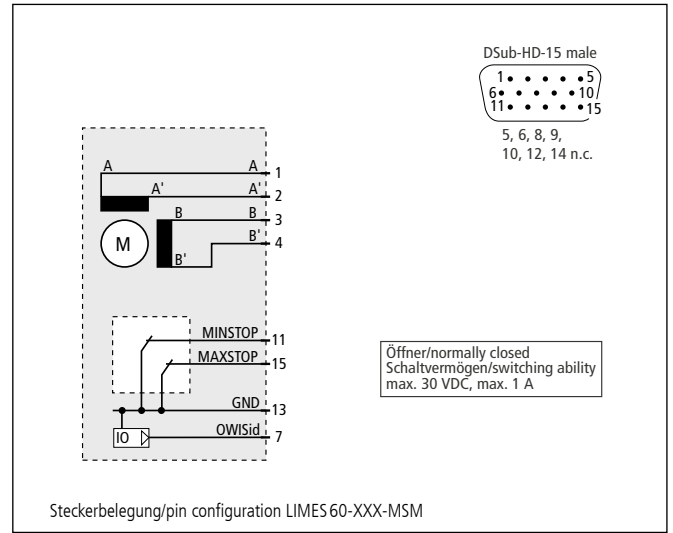 DSub-HD-15 male
1 5
6 10
11 15
5, 6, 8, 9,
10, 12, 14 n.c.
A A 1
A' A' 2
B B 3
M B' 4
B'
MINSTOP 11
MAXSTOP 15
GND 13
IO OWISid 7
Öffner/normally closed
Schaltvermögen/switching ability
max. 30 VDC, max. 1 A
Steckerbelegung/pin configuration LIMES60-XXX-MSM